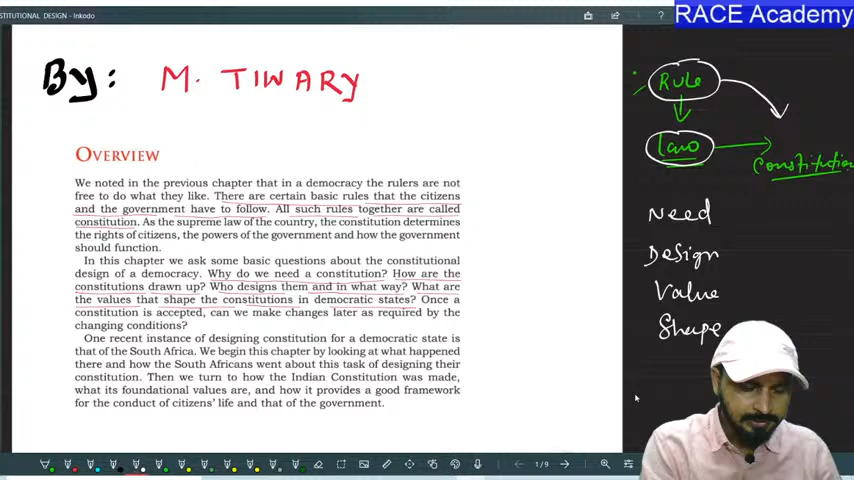 STITUTIONAL DESIGN - Inkodo
RACE Academy
By: M. TIWARY
OVERVIEW
We noted in the previous chapter that in a democracy the rulers are not
free to do what they like. There are certain basic rules that the citizens
and the government have to follow. All such rules together are called
constitution. As the supreme law of the country, the constitution determines
the rights of citizens, the powers of the government and how the government
should function.
In this chapter we ask some basic questions about the constitutional
design of a democracy. Why do we need a constitution? How are the
constitutions drawn up? Who designs them and in what way? What are
the values that shape the constitutions in democratic states? Once a
constitution is accepted, can we make changes later as required by the
changing conditions?
One recent instance of designing constitution for a democratic state is
that of the South Africa. We begin this chapter by looking at what happened
there and how the South Africans went about this task of designing their
constitution. Then we turn to how the Indian Constitution was made,
what its foundational values are, and how it provides a good framework
for the conduct of citizens' life and that of the government.
Rule
Law
Constitution
Need
Design
Value
Shape
1/9